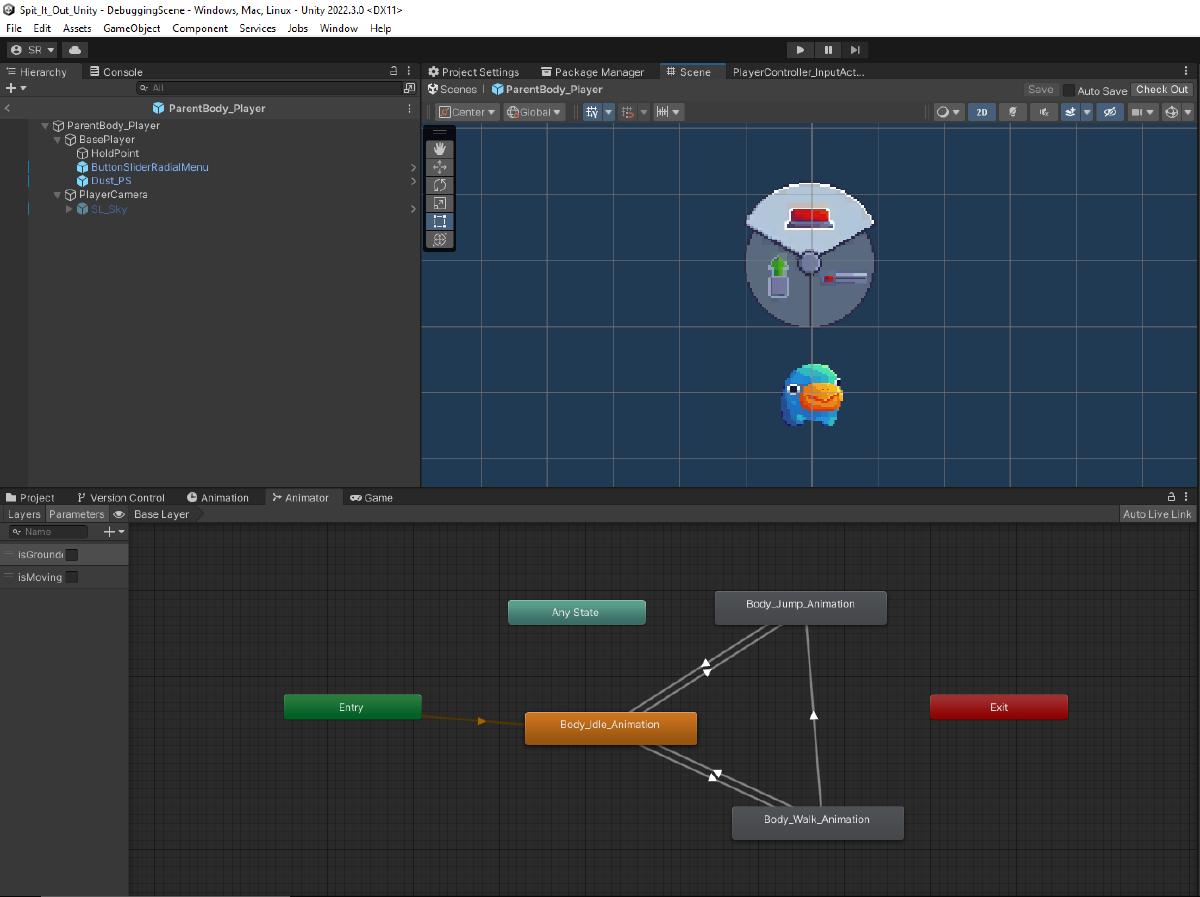 Spit_It_Out_Unity - DebuggingScene - Windows, Mac, Linux - Unity 2022.3.0 <DX11>
File Edit Assets GameObject Component Services Jobs Window Help
SR
Hierarchy Console
All
ParentBody_Player
ParentBody_Player
BasePlayer
HoldPoint
ButtonSliderRadialMenu
Dust_PS
PlayerCamera
SL_Sky
Project Settings Package Manager Scene PlayerController_InputAct...
Scenes | ParentBody_Player Save Auto Save Check Out
Center Global 2D
Project Version Control Animation Animator Game
Layers Parameters Base Layer Auto Live Link
Name
isGround
isMoving
Any State
Body_Jump_Animation
Entry
Body_Idle_Animation
Exit
Body_Walk_Animation